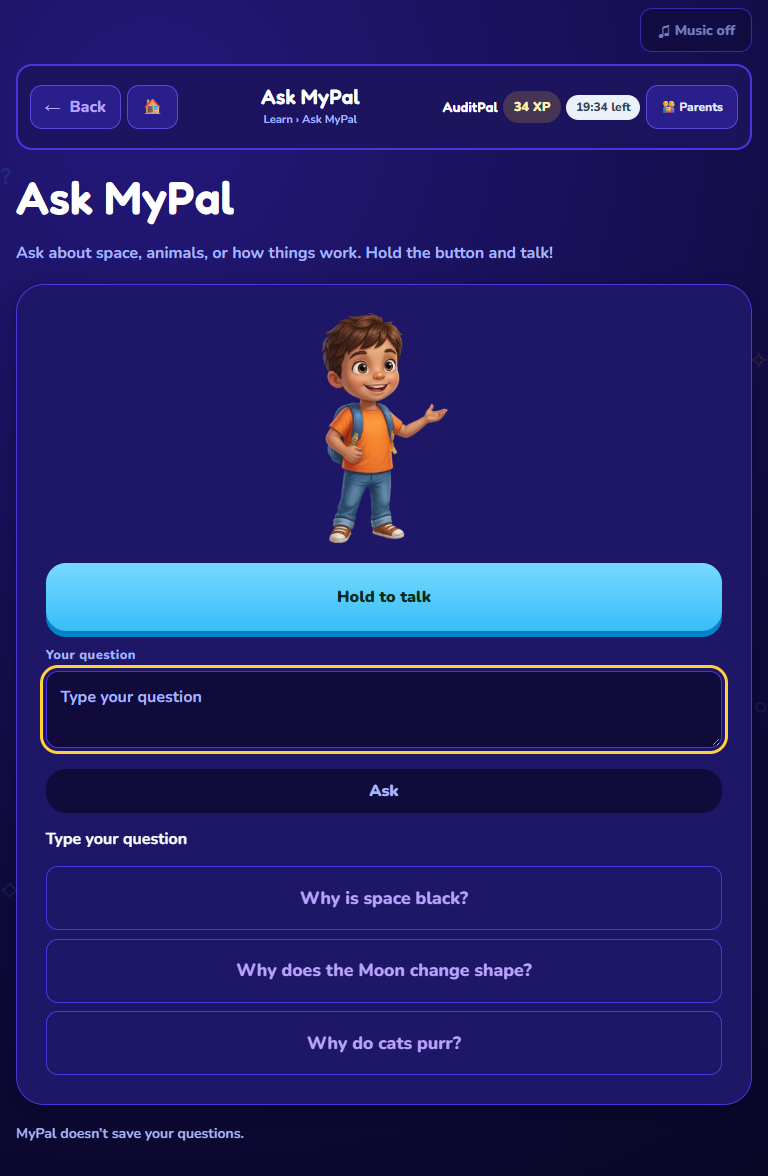 ♫ Music off
← Back
Ask MyPal
Learn › Ask MyPal
AuditPal
34 XP
19:34 left
Parents
Ask MyPal
Ask about space, animals, or how things work. Hold the button and talk!
Hold to talk
Your question
Type your question
Ask
Type your question
Why is space black?
Why does the Moon change shape?
Why do cats purr?
MyPal doesn’t save your questions.